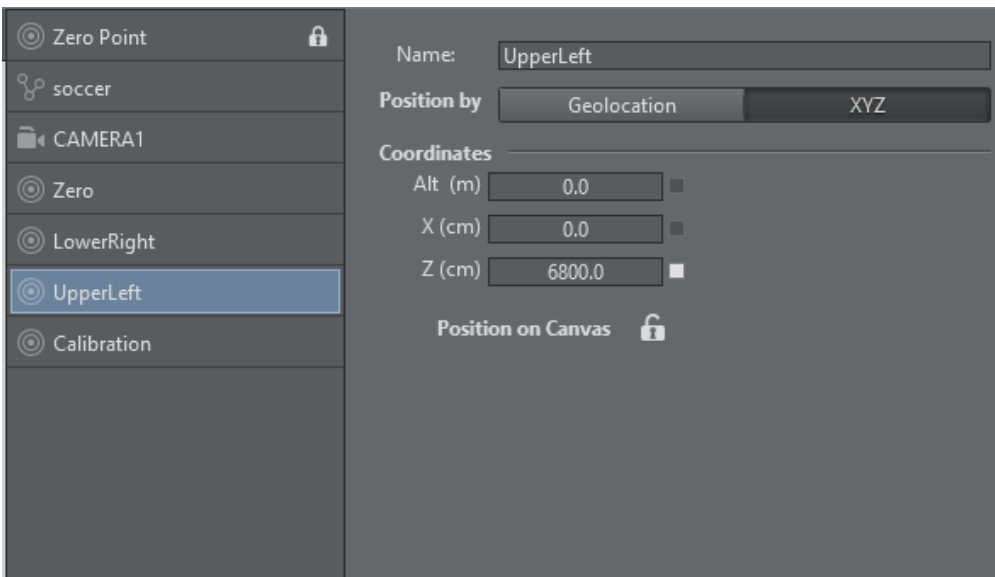 Zero Point
soccer
CAMERA1
Zero
LowerRight
UpperLeft
Calibration
Name: UpperLeft
Position by Geolocation XYZ
Coordinates
Alt (m) 0.0
X (cm) 0.0
Z (cm) 6800.0
Position on Canvas